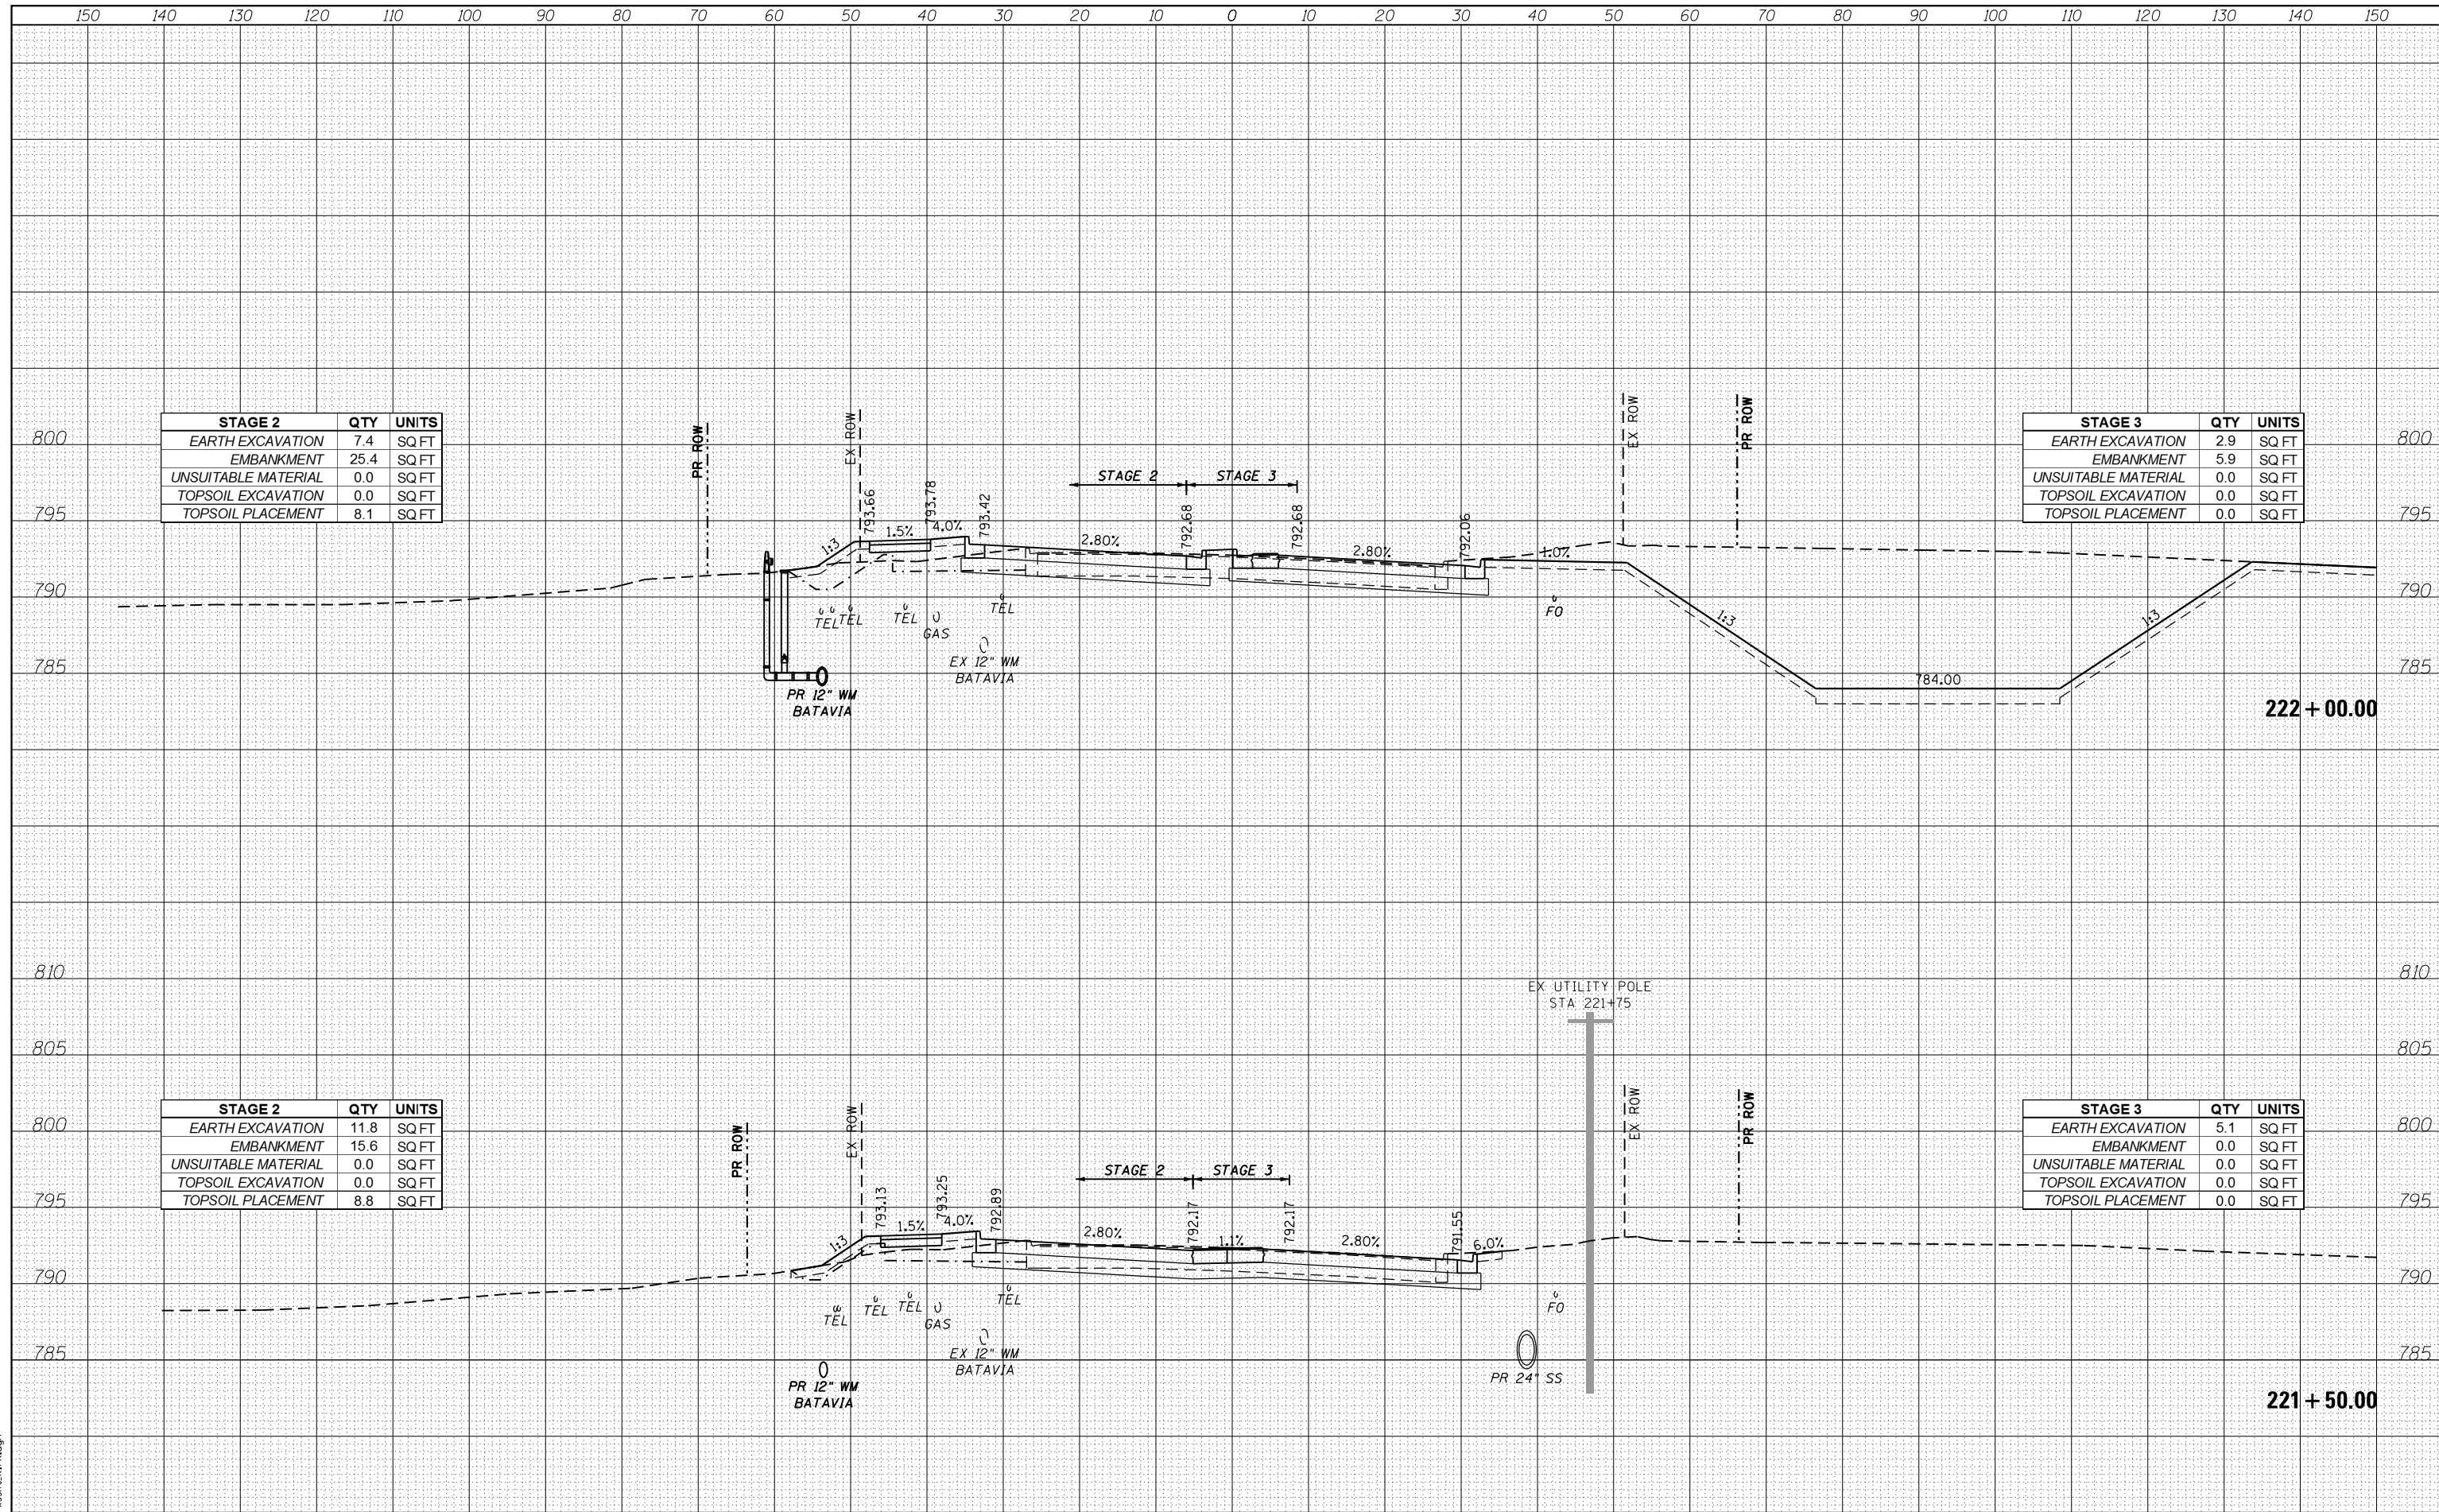 150 140 130 120 110 100 90 80 70 60 50 40 30 20 10 0 10 20 30 40 50 60 70 80 90 100 110 120 130 140 150
STAGE 2 QTY UNITS
EARTH EXCAVATION 7.4 SQ FT
EMBANKMENT 25.4 SQ FT
UNSUITABLE MATERIAL 0.0 SQ FT
TOPSOIL EXCAVATION 0.0 SQ FT
TOPSOIL PLACEMENT 8.1 SQ FT
STAGE 3 QTY UNITS
EARTH EXCAVATION 2.9 SQ FT
EMBANKMENT 5.9 SQ FT
UNSUITABLE MATERIAL 0.0 SQ FT
TOPSOIL EXCAVATION 0.0 SQ FT
TOPSOIL PLACEMENT 0.0 SQ FT
800 800
795 795
790 790
785 785
PR ROW
EX ROW
EX ROW
PR ROW
STAGE 2 STAGE 3
793.66
793.78
793.42
792.68
792.68
792.06
1:3
1.5%
4.0%
2.80%
2.80%
1.0%
1:3
1:3
784.00
TEL
TEL
TEL
GAS
TEL
FO
EX 12" WM
BATAVIA
PR 12" WM
BATAVIA
222+00.00
810 810
805 805
800 800
795 795
790 790
785 785
EX UTILITY POLE
STA 221+75
STAGE 2 QTY UNITS
EARTH EXCAVATION 11.8 SQ FT
EMBANKMENT 15.6 SQ FT
UNSUITABLE MATERIAL 0.0 SQ FT
TOPSOIL EXCAVATION 0.0 SQ FT
TOPSOIL PLACEMENT 8.8 SQ FT
STAGE 3 QTY UNITS
EARTH EXCAVATION 5.1 SQ FT
EMBANKMENT 0.0 SQ FT
UNSUITABLE MATERIAL 0.0 SQ FT
TOPSOIL EXCAVATION 0.0 SQ FT
TOPSOIL PLACEMENT 0.0 SQ FT
PR ROW
EX ROW
EX ROW
PR ROW
STAGE 2 STAGE 3
793.13
793.25
792.89
792.17
792.17
791.55
1:3
1.5%
4.0%
2.80%
1.1%
2.80%
6.0%
TEL
TEL
TEL
GAS
TEL
FO
EX 12" WM
BATAVIA
PR 12" WM
BATAVIA
PR 24" SS
221+50.00